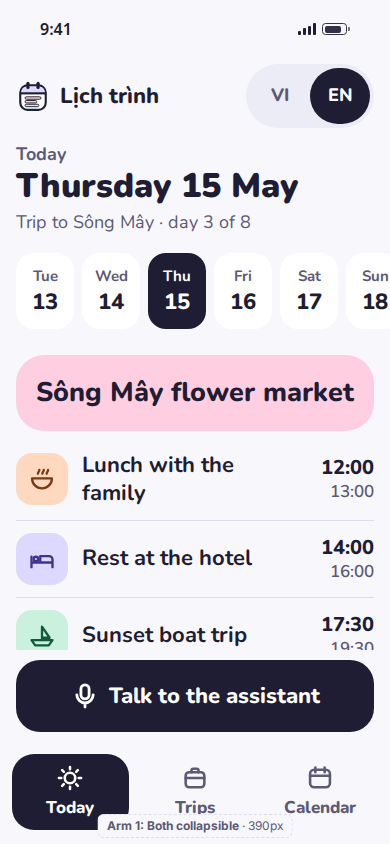 9:41
Lịch trình
VI
EN
Today
Thursday 15 May
Trip to Sông Mây · day 3 of 8
Tue
13
Wed
14
Thu
15
Fri
16
Sat
17
Sun
18
Sông Mây flower market
Lunch with the
family
12:00
13:00
Rest at the hotel
14:00
16:00
Sunset boat trip
17:30
19:30
Talk to the assistant
Today
Trips
Calendar
Arm 1: Both collapsible · 390px